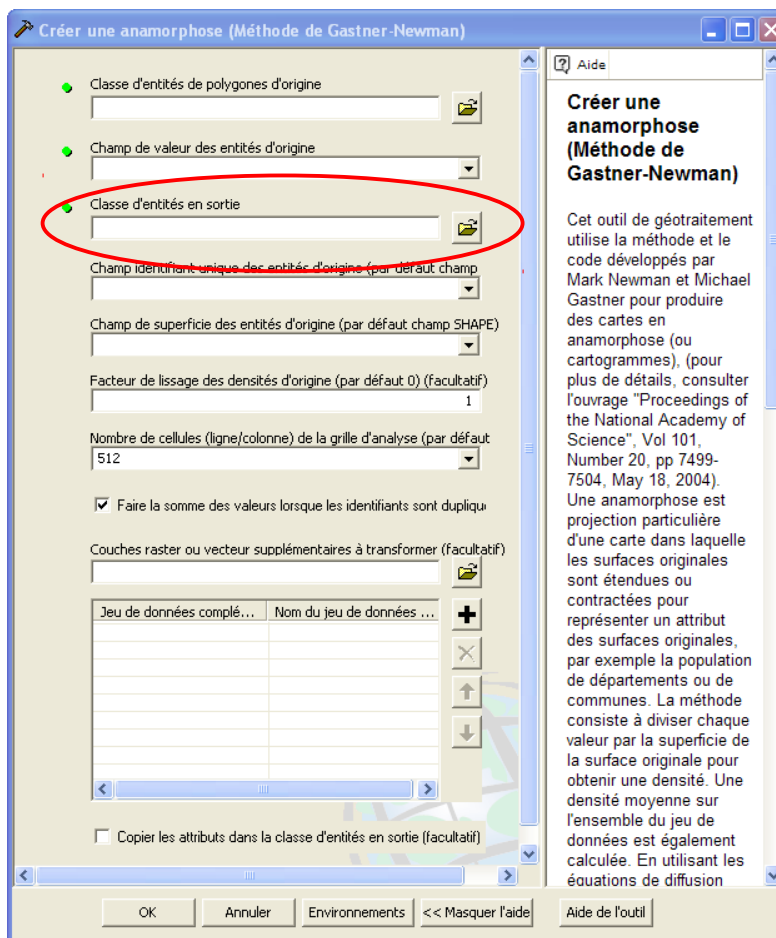 Créer une anamorphose (Méthode de Gastner-Newman)
Classe d'entités de polygones d'origine
Champ de valeur des entités d'origine
Classe d'entités en sortie
Champ identifiant unique des entités d'origine (par défaut champ
Champ de superficie des entités d'origine (par défaut champ SHAPE)
Facteur de lissage des densités d'origine (par défaut 0) (facultatif)
1
Nombre de cellules (ligne/colonne) de la grille d'analyse (par défaut
512
Faire la somme des valeurs lorsque les identifiants sont dupliqu
Couches raster ou vecteur supplémentaires à transformer (facultatif)
Jeu de données complé... Nom du jeu de données ...
Copier les attributs dans la classe d'entités en sortie (facultatif)
OK Annuler Environnements << Masquer l'aide Aide de l'outil
Aide
Créer une
anamorphose
(Méthode de
Gastner-Newman)
Cet outil de géotraitement
utilise la méthode et le
code développés par
Mark Newman et Michael
Gastner pour produire
des cartes en
anamorphose (ou
cartogrammes), (pour
plus de détails, consulter
l'ouvrage "Proceedings of
the National Academy of
Science", Vol 101,
Number 20, pp 7499-
7504, May 18, 2004).
Une anamorphose est
projection particulière
d'une carte dans laquelle
les surfaces originales
sont étendues ou
contractées pour
représenter un attribut
des surfaces originales,
par exemple la population
de départements ou de
communes. La méthode
consiste à diviser chaque
valeur par la superficie de
la surface originale pour
obtenir une densité. Une
densité moyenne sur
l'ensemble du jeu de
données est également
calculée. En utilisant les
équations de diffusion